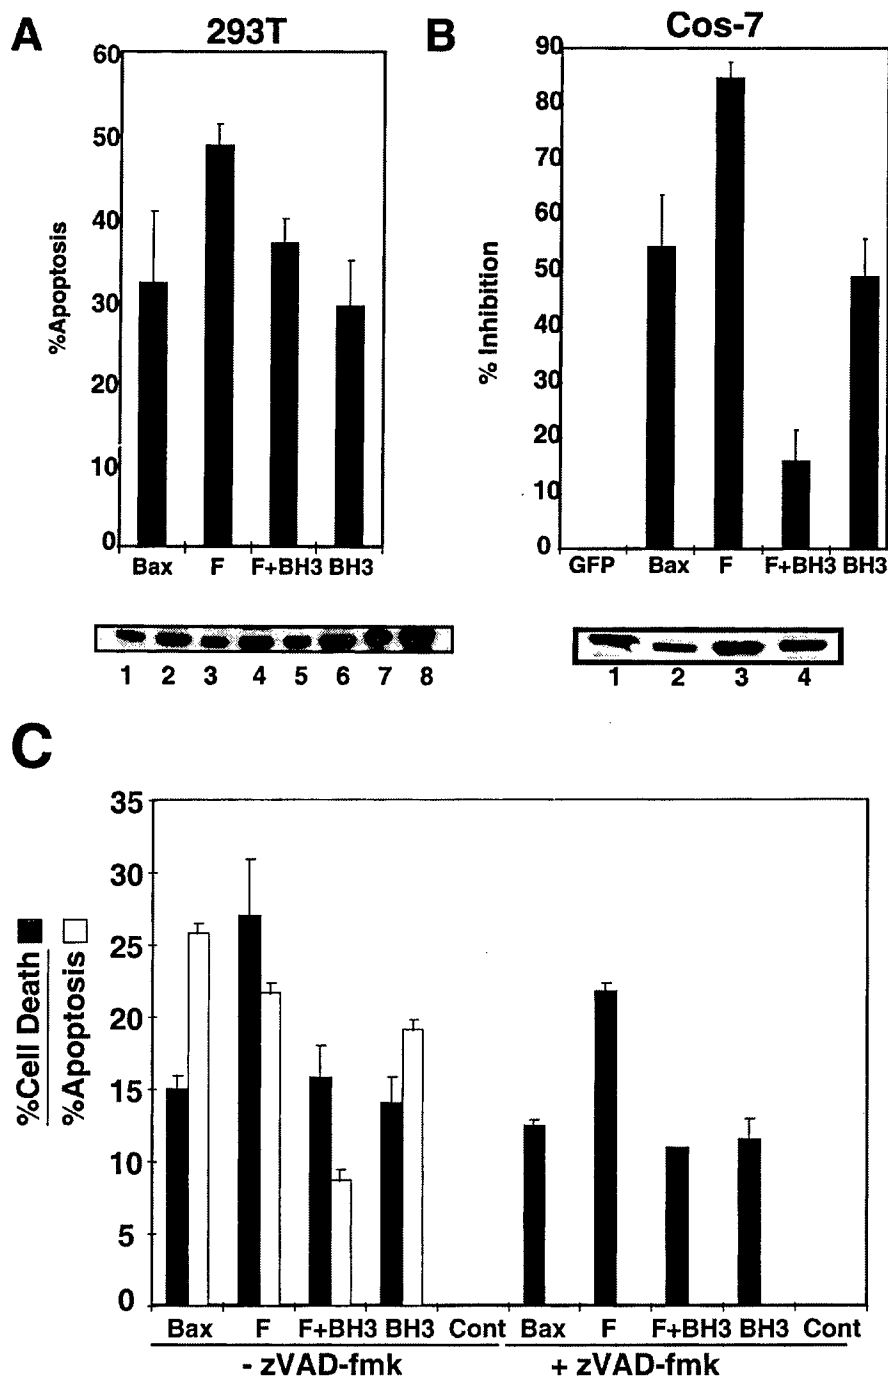 A
293T
60
50
40
30
20
10
0
%Apoptosis
Bax F F+BH3 BH3
1 2 3 4 5 6 7 8
B
Cos-7
90
80
70
60
50
40
30
20
10
0
% Inhibition
GFP Bax F F+BH3 BH3
1 2 3 4
C
35
30
25
20
15
10
5
0
%Cell Death
%Apoptosis
Bax F F+BH3 BH3 Cont Bax F F+BH3 BH3 Cont
- zVAD-fmk + zVAD-fmk